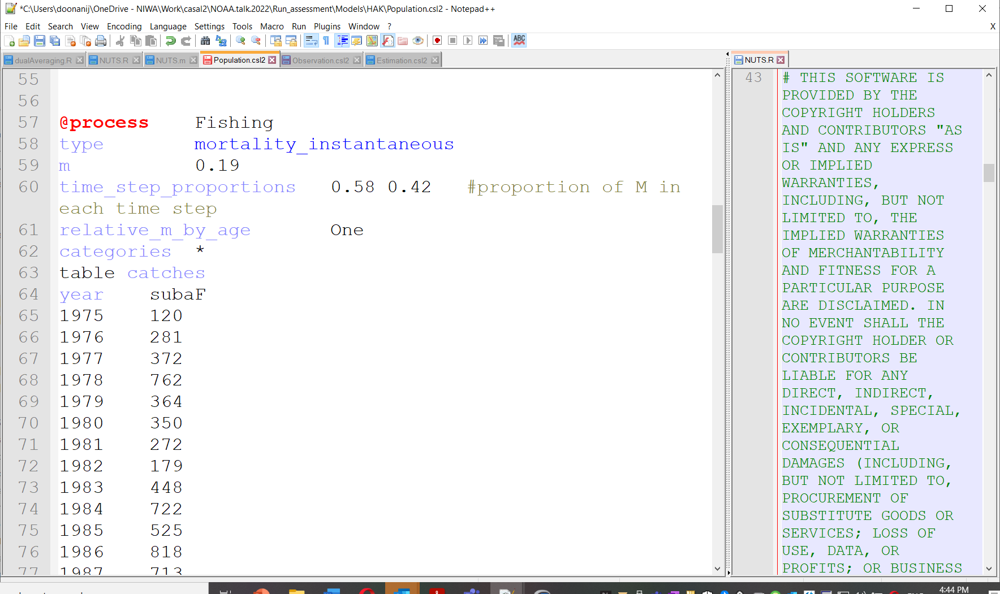 *C:\Users\doonanij\OneDrive - NIWA\Work\casal2\NOAA.talk.2022\Run_assessment\Models\HAK\Population.csl2 - Notepad++
File Edit Search View Encoding Language Settings Tools Macro Run Plugins Window ? X
ABC
dualAveraging.R NUTS.R NUTS.m Population.csl2 Observation.csl2 Estimation.csl2
55
56
57 @process Fishing
58 type mortality_instantaneous
59 m 0.19
60 time_step_proportions 0.58 0.42 #proportion of M in
each time step
61 relative_m_by_age One
62 categories *
63 table catches
64 year subaF
65 1975 120
66 1976 281
67 1977 372
68 1978 762
69 1979 364
70 1980 350
71 1981 272
72 1982 179
73 1983 448
74 1984 722
75 1985 525
76 1986 818
77 1987 713
NUTS.R
43 # THIS SOFTWARE IS
PROVIDED BY THE
COPYRIGHT HOLDERS
AND CONTRIBUTORS "AS
IS" AND ANY EXPRESS
OR IMPLIED
WARRANTIES,
INCLUDING, BUT NOT
LIMITED TO, THE
IMPLIED WARRANTIES
OF MERCHANTABILITY
AND FITNESS FOR A
PARTICULAR PURPOSE
ARE DISCLAIMED. IN
NO EVENT SHALL THE
COPYRIGHT HOLDER OR
CONTRIBUTORS BE
LIABLE FOR ANY
DIRECT, INDIRECT,
INCIDENTAL, SPECIAL,
EXEMPLARY, OR
CONSEQUENTIAL
DAMAGES (INCLUDING,
BUT NOT LIMITED TO,
PROCUREMENT OF
SUBSTITUTE GOODS OR
SERVICES; LOSS OF
USE, DATA, OR
PROFITS; OR BUSINESS
4:44 PM